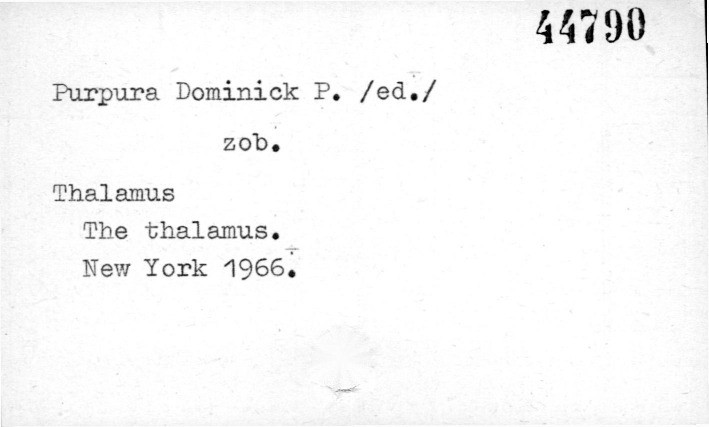 44790
Purpura Dominick P. /ed./
zob.
Thalamus
The thalamus.
New York 1966.